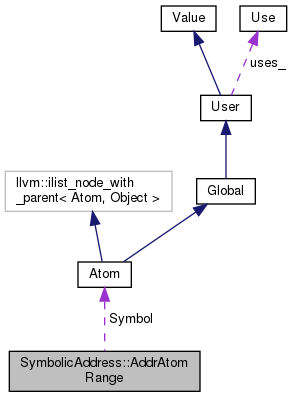 Value
Use
uses_
User
llvm::ilist_node_with
_parent< Atom, Object >
Global
Atom
Symbol
SymbolicAddress::AddrAtom
Range